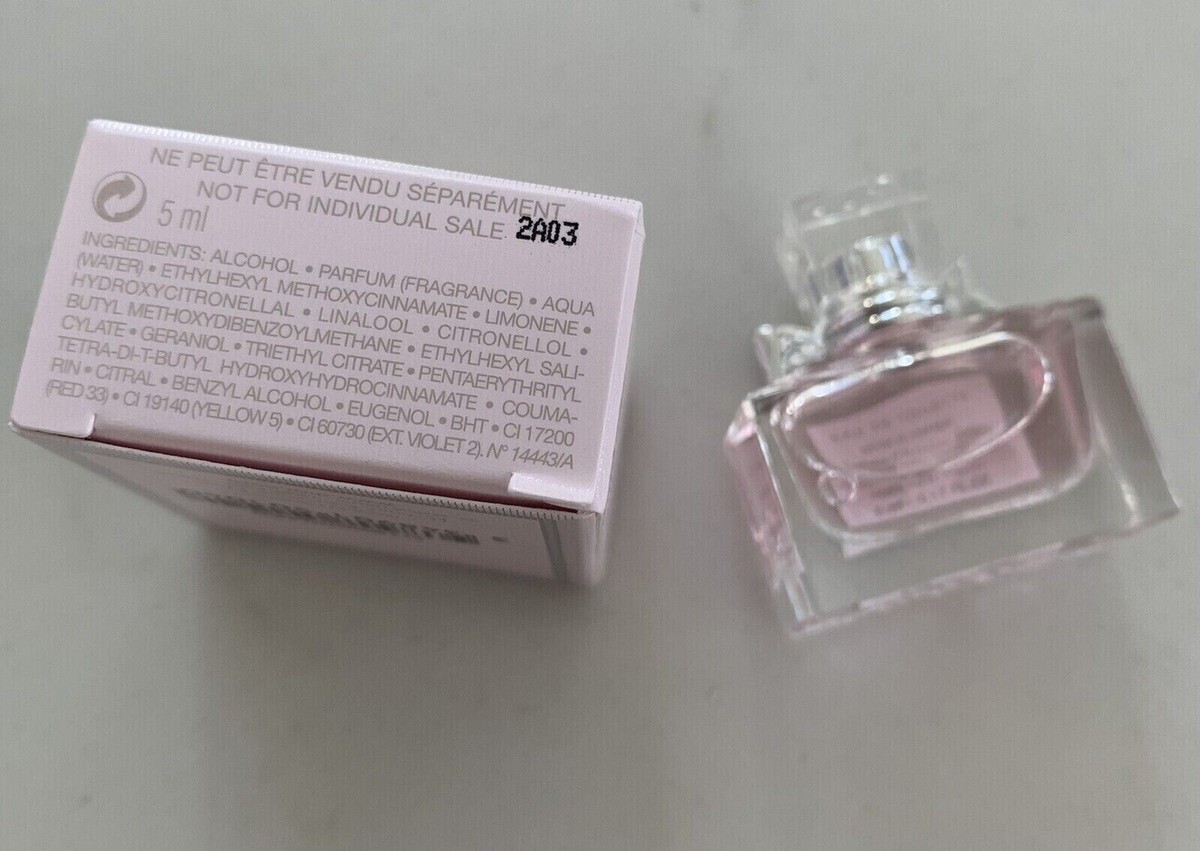 NE PEUT ÊTRE VENDU SÉPARÉMENT
NOT FOR INDIVIDUAL SALE.
5 ml
2A03
INGREDIENTS: ALCOHOL • PARFUM (FRAGRANCE) • AQUA
(WATER) • ETHYLHEXYL METHOXYCINNAMATE • LIMONENE •
HYDROXYCITRONELLAL • LINALOOL • CITRONELLOL •
BUTYL METHOXYDIBENZOYLMETHANE • ETHYLHEXYL SALI-
CYLATE • GERANIOL • TRIETHYL CITRATE • PENTAERYTHRITYL
TETRA-DI-T-BUTYL HYDROXYHYDROCINNAMATE • COUMA-
RIN • CITRAL • BENZYL ALCOHOL • EUGENOL • BHT • CI 17200
(RED 33) • CI 19140 (YELLOW 5) • CI 60730 (EXT. VIOLET 2). N° 14443/A